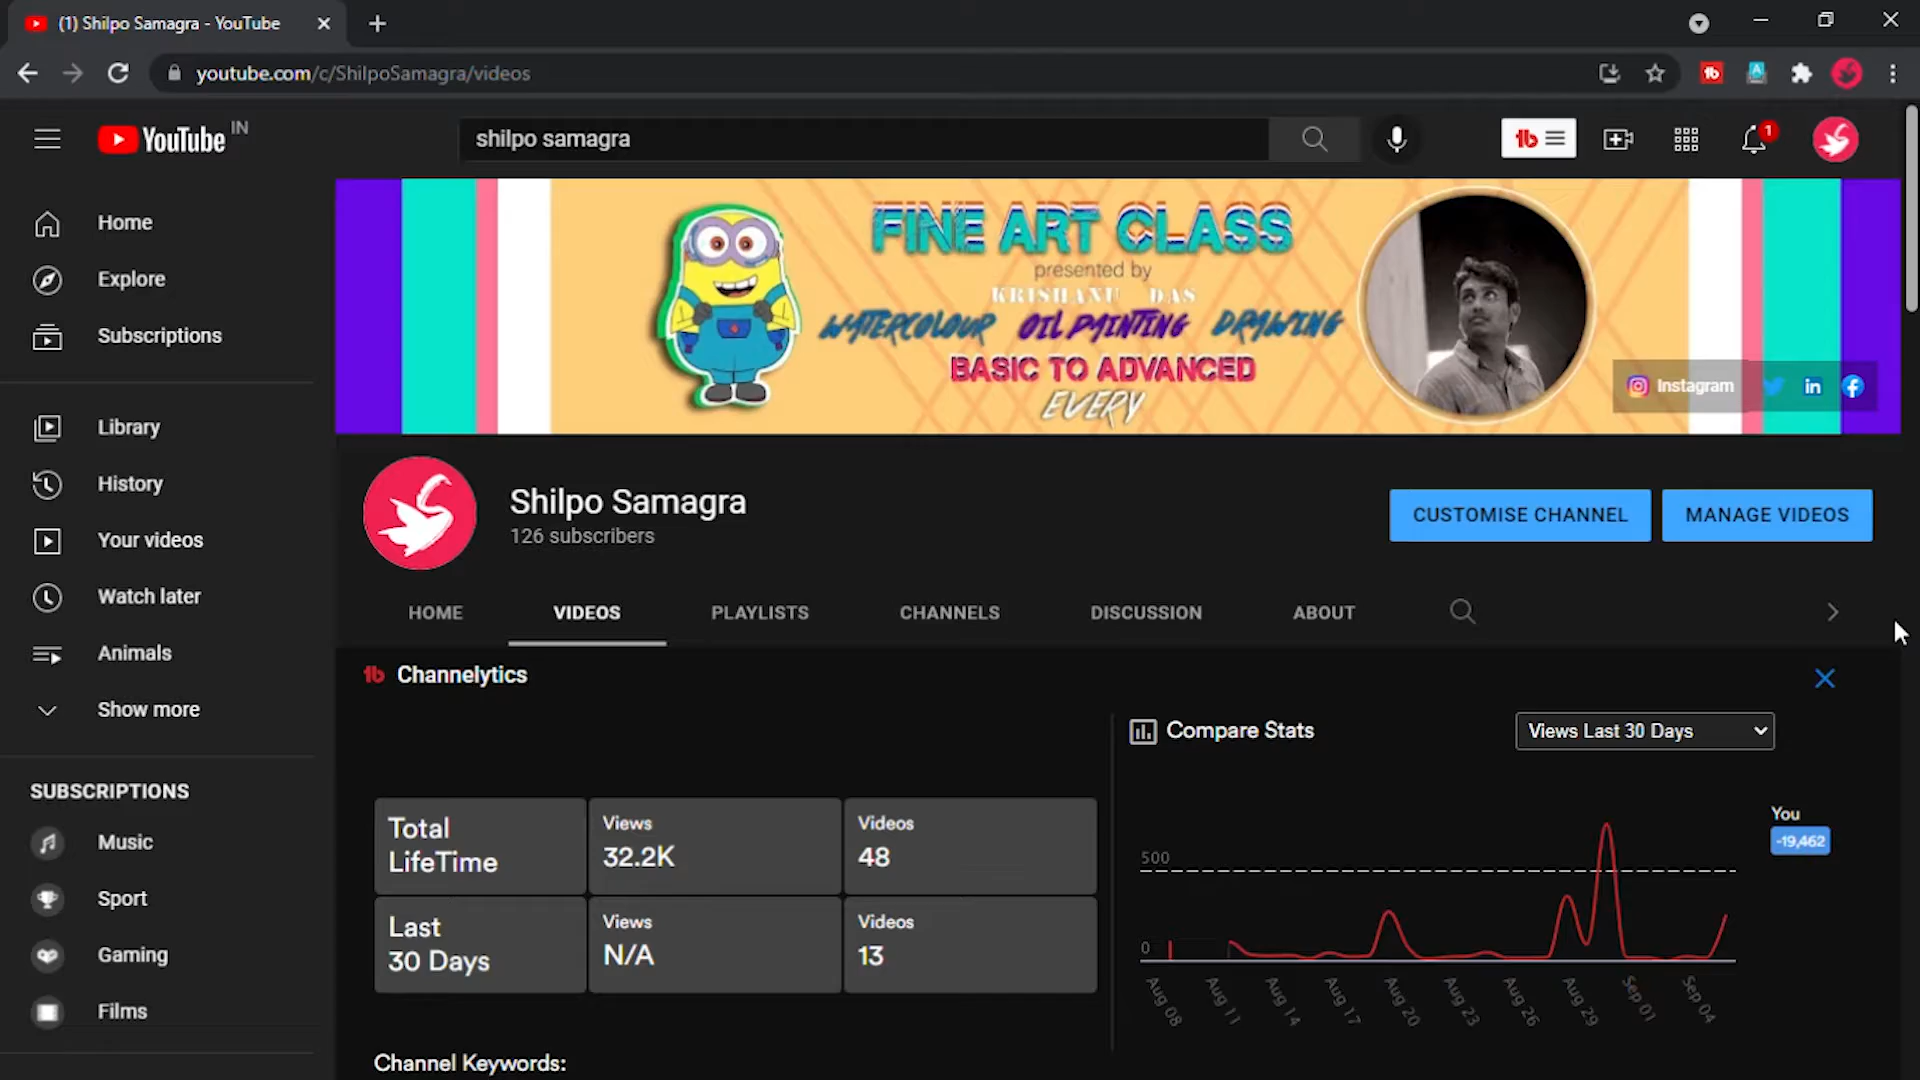 (1) Shilpo Samagra - YouTube
youtube.com/c/ShilpoSamagra/videos
YouTube IN
shilpo samagra
1
Home
Explore
Subscriptions
Library
History
Your videos
Watch later
Animals
Show more
SUBSCRIPTIONS
Music
Sport
Gaming
Films
FINE ART CLASS
presented by
KRISHANU DAS
WATERCOLOUR OIL PAINTING DRAWING
BASIC TO ADVANCED
EVERY
Instagram
Shilpo Samagra
126 subscribers
CUSTOMISE CHANNEL
MANAGE VIDEOS
HOME
VIDEOS
PLAYLISTS
CHANNELS
DISCUSSION
ABOUT
Channelytics
Total
LifeTime
Views
32.2K
Videos
48
Last
30 Days
Views
N/A
Videos
13
Channel Keywords:
Compare Stats
Views Last 30 Days
You
-19,462
500
0
Aug 08
Aug 11
Aug 14
Aug 17
Aug 20
Aug 23
Aug 26
Aug 29
Sep 01
Sep 04